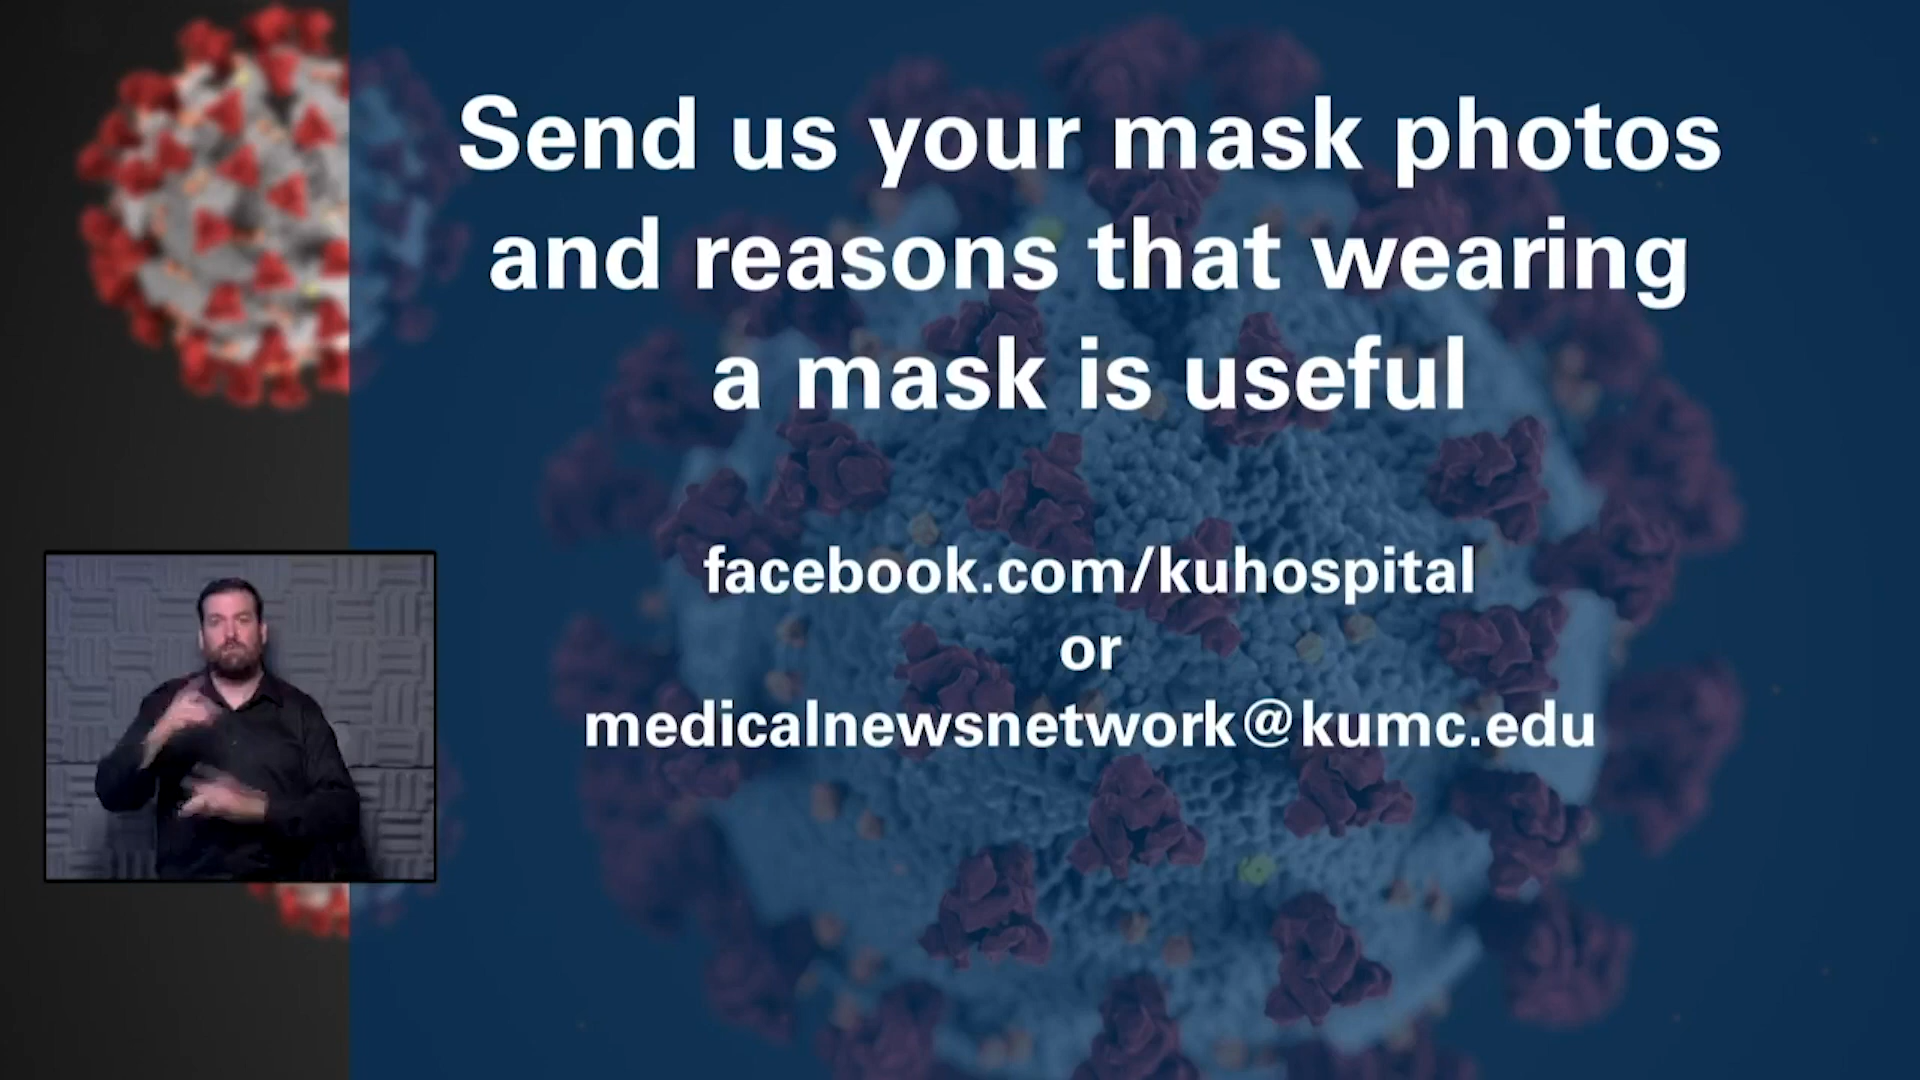 Send us your mask photos
and reasons that wearing
a mask is useful
facebook.com/kuhospital
or
medicalnewsnetwork@kumc.edu